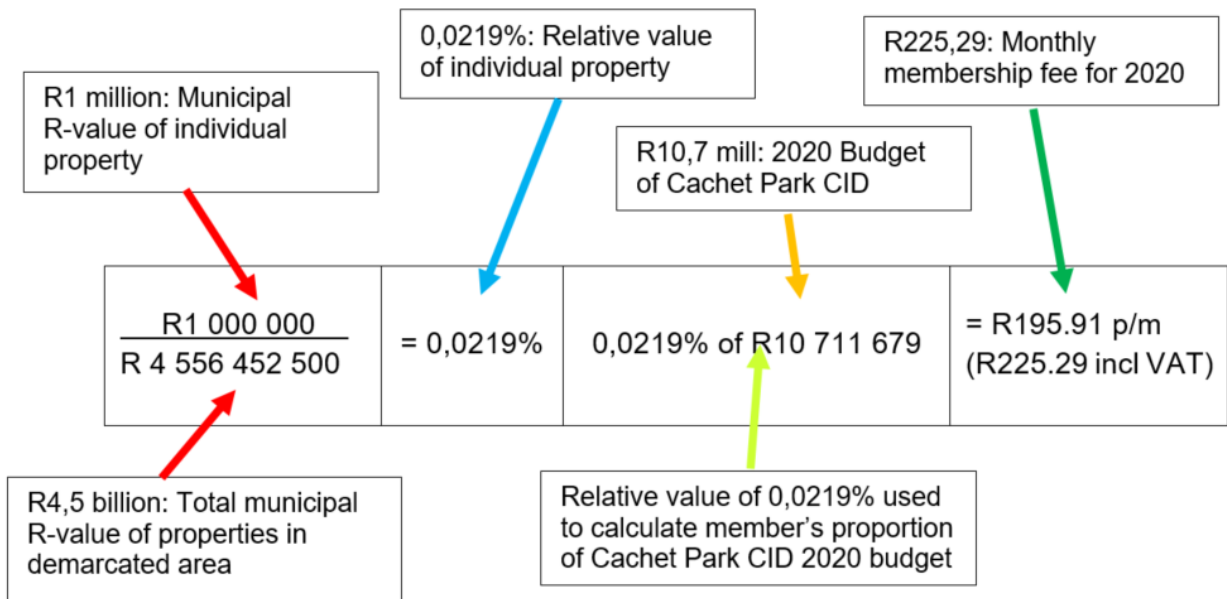 0,0219%: Relative value
of individual property
R225,29: Monthly
membership fee for 2020
R1 million: Municipal
R-value of individual
property
R10,7 mill: 2020 Budget
of Cachet Park CID
R1 000 000
R 4 556 452 500
= 0,0219%
0,0219% of R10 711 679
= R195.91 p/m
(R225.29 incl VAT)
R4,5 billion: Total municipal
R-value of properties in
demarcated area
Relative value of 0,0219% used
to calculate member’s proportion
of Cachet Park CID 2020 budget